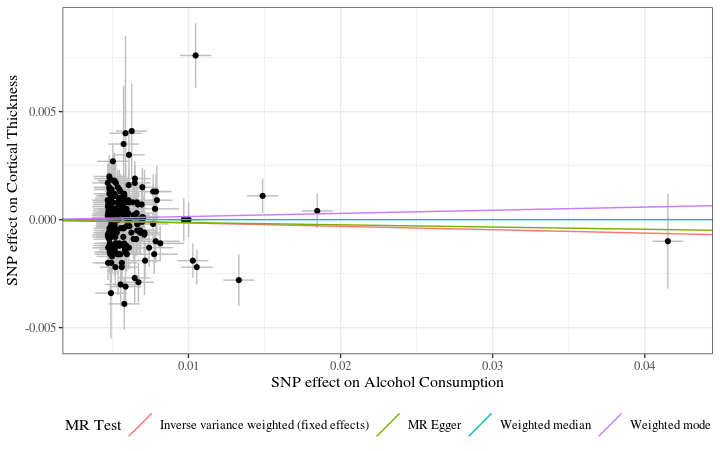 SNP effect on Cortical Thickness
0.005
0.000
-0.005
0.01 0.02 0.03 0.04
SNP effect on Alcohol Consumption
MR Test Inverse variance weighted (fixed effects) MR Egger Weighted median Weighted mode